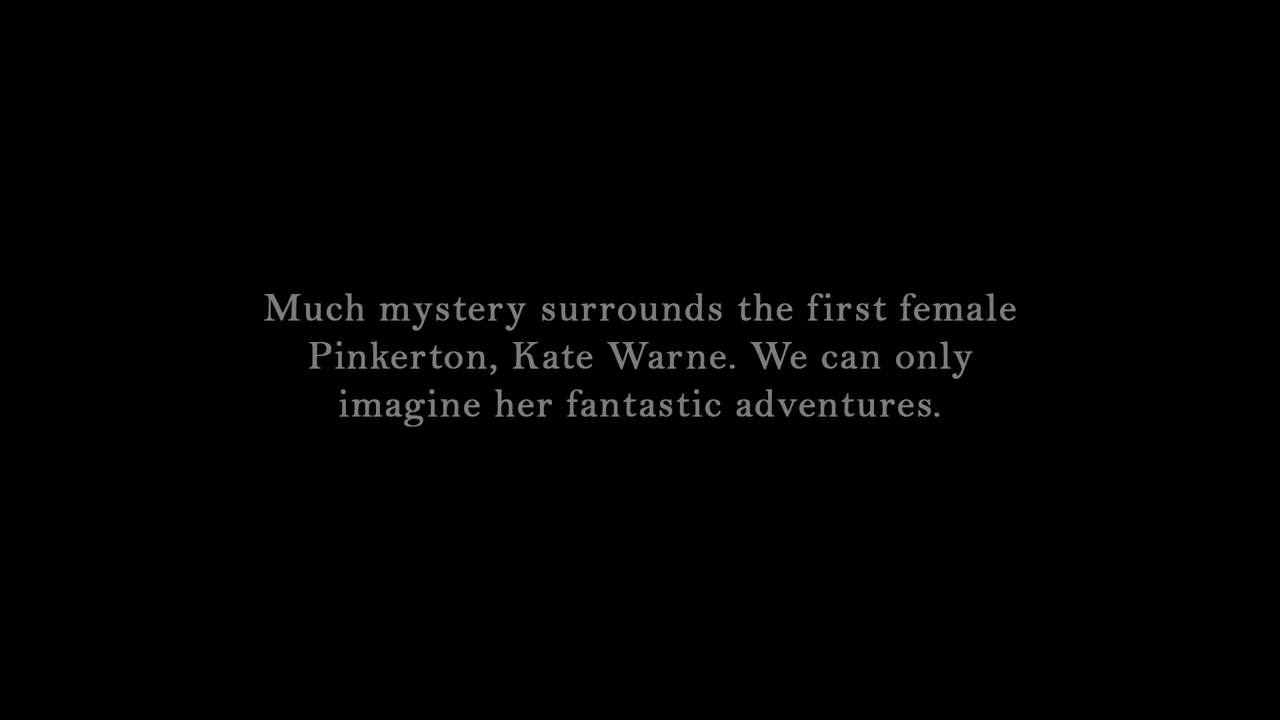 Much mystery surrounds the first female
Pinkerton, Kate Warne. We can only
imagine her fantastic adventures.